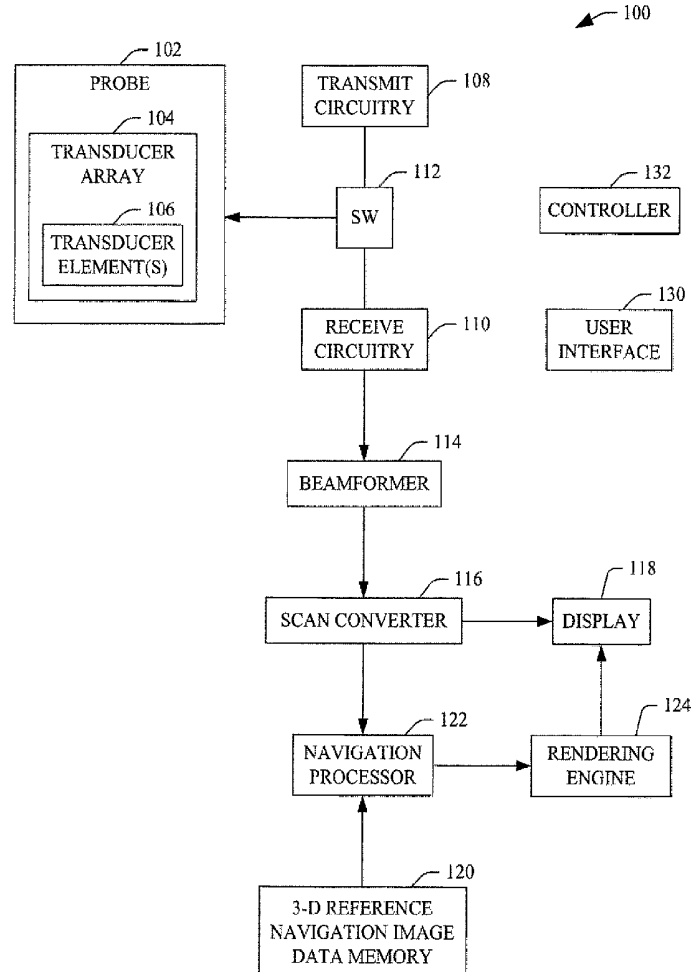 100
102
PROBE
104
TRANSDUCER
ARRAY
106
TRANSDUCER
ELEMENT(S)
TRANSMIT
CIRCUITRY
108
112
SW
132
CONTROLLER
RECEIVE
CIRCUITRY
110
130
USER
INTERFACE
114
BEAMFORMER
116
SCAN CONVERTER
118
DISPLAY
122
NAVIGATION
PROCESSOR
124
RENDERING
ENGINE
120
3-D REFERENCE
NAVIGATION IMAGE
DATA MEMORY